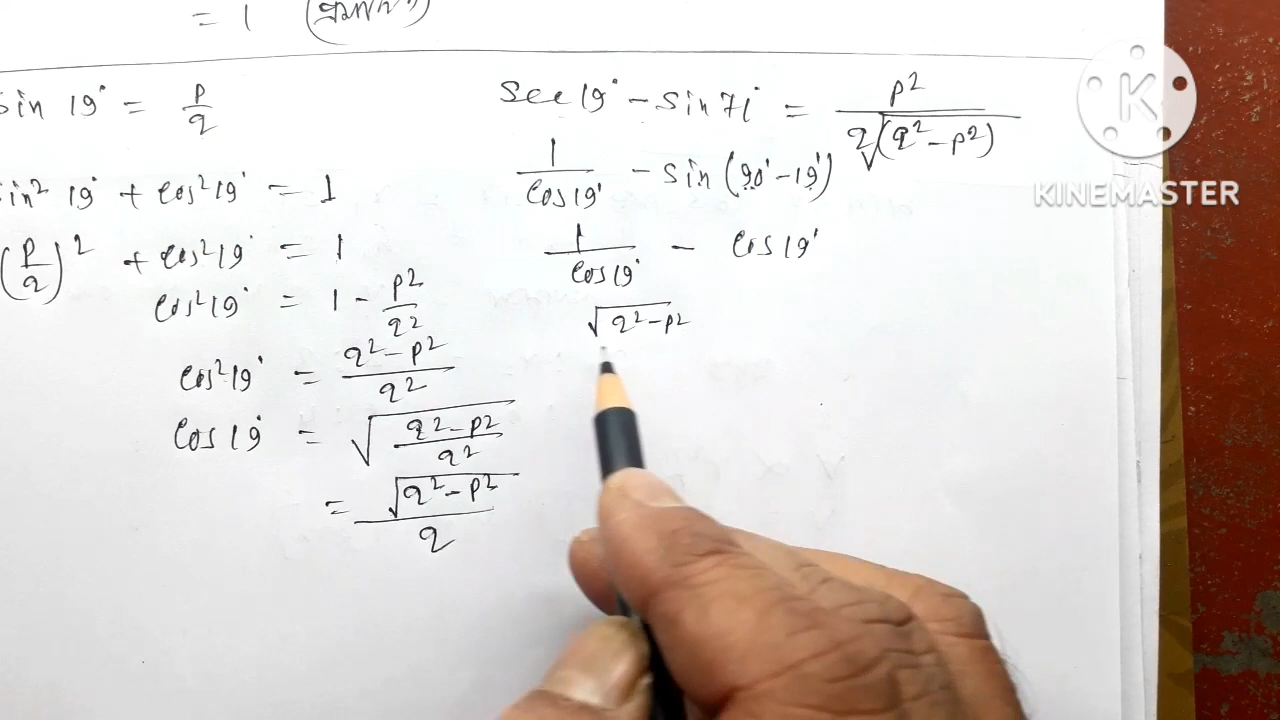 = 1 (প্রমাণিত)
Sin 19° = p/q
Sin² 19° + Cos² 19° = 1
(p/q)² + Cos² 19° = 1
Cos² 19° = 1 - p²/q²
Cos² 19° = q² - p²/q²
Cos 19° = √(q² - p²/q²)
= √(q² - p²)/q
Sec 19° - Sin 71° = p²/q√(q² - p²)
1/Cos 19° - Sin (90° - 19°)
1/Cos 19° - Cos 19°
√(q² - p²)
K
KINEMASTER